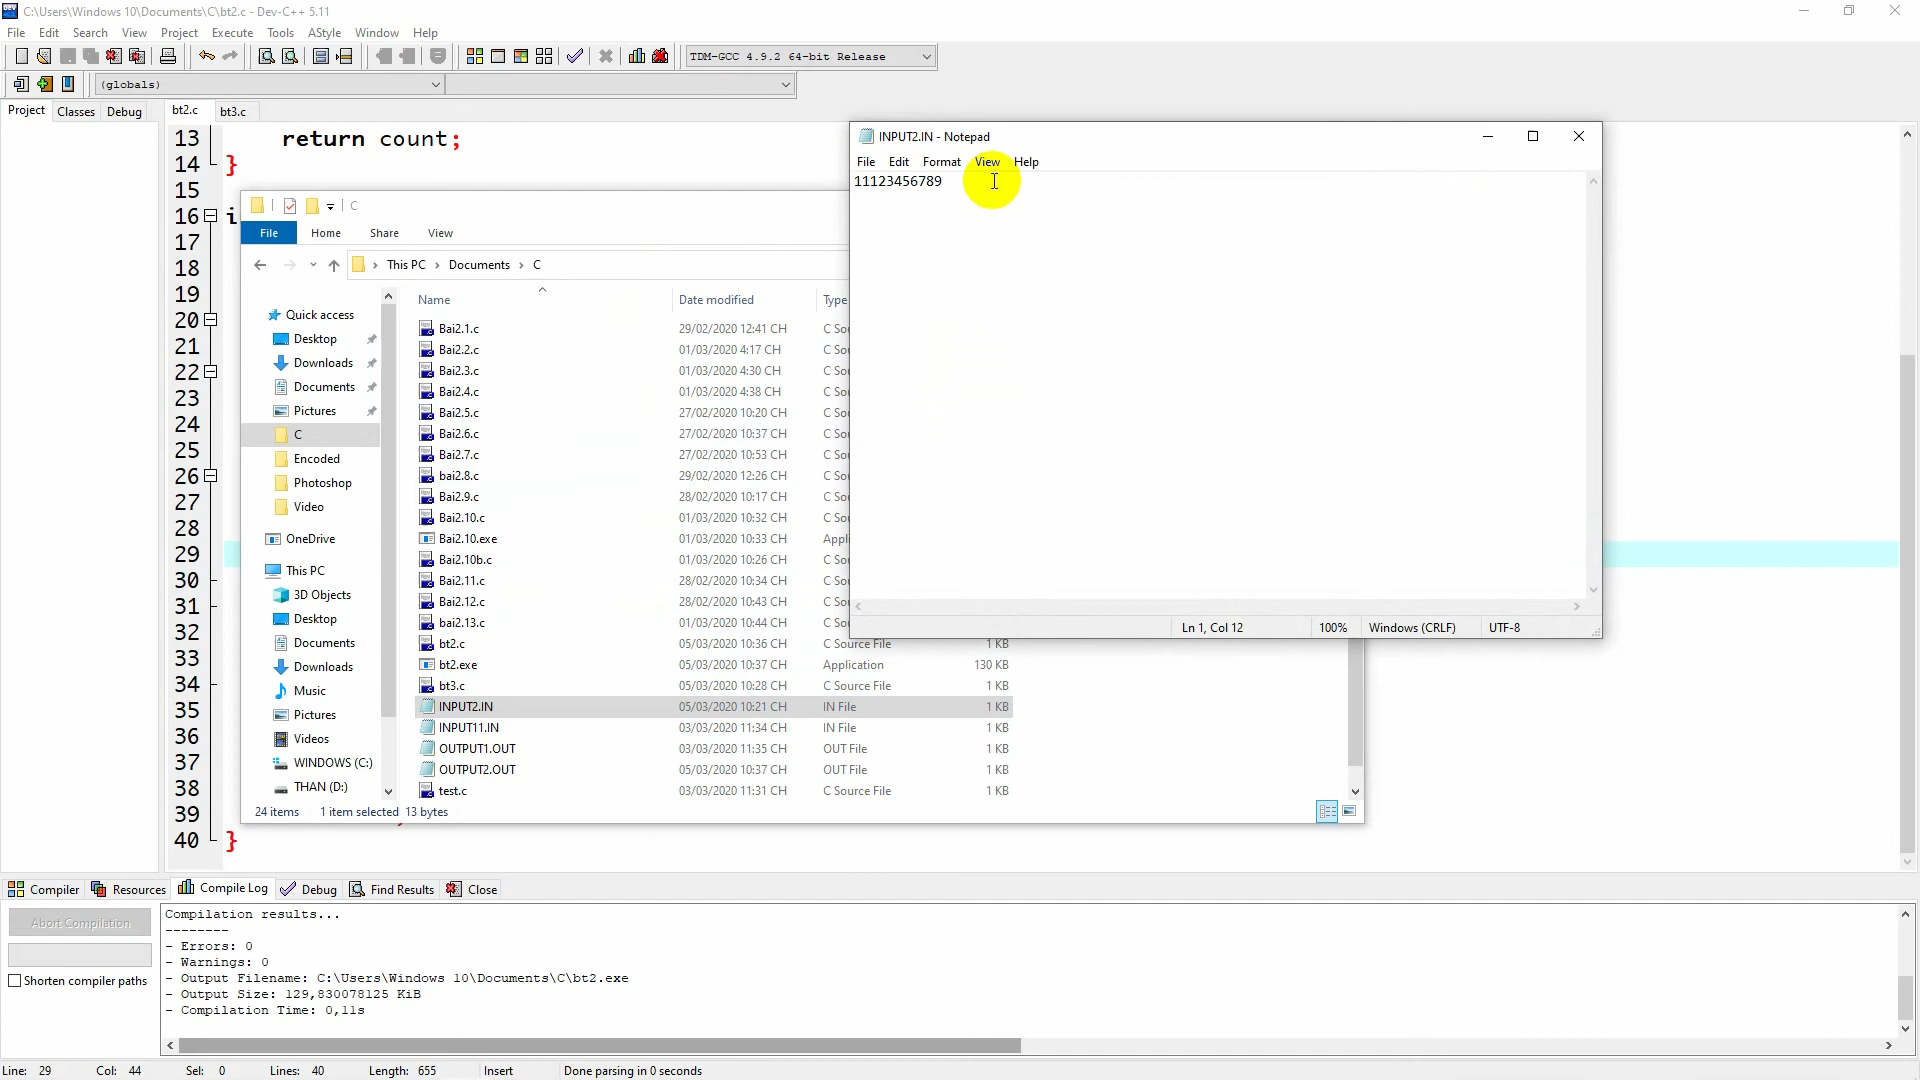 C:\Users\Windows 10\Documents\C\bt2.c - Dev-C++ 5.11
File Edit Search View Project Execute Tools AStyle Window Help
TDM-GCC 4.9.2 64-bit Release
(globals)
Project Classes Debug bt2.c bt3.c
13 return count;
14 }
15
16 i
17
18
19
20
21
22
23
24
25
26
27
28
29
30
31
32
33
34
35
36
37
38
39
40 }
C
File Home Share View
This PC > Documents > C
Quick access
Desktop
Downloads
Documents
Pictures
C
Encoded
Photoshop
Video
OneDrive
This PC
3D Objects
Desktop
Documents
Downloads
Music
Pictures
Videos
WINDOWS (C:)
THAN (D:)
Name Date modified Type
Bai2.1.c 29/02/2020 12:41 CH C Sou
Bai2.2.c 01/03/2020 4:17 CH C Sou
Bai2.3.c 01/03/2020 4:30 CH C Sou
Bai2.4.c 01/03/2020 4:38 CH C Sou
Bai2.5.c 27/02/2020 10:20 CH C Sou
Bai2.6.c 27/02/2020 10:37 CH C Sou
Bai2.7.c 27/02/2020 10:53 CH C Sou
bai2.8.c 29/02/2020 12:26 CH C Sou
Bai2.9.c 28/02/2020 10:17 CH C Sou
Bai2.10.c 01/03/2020 10:32 CH C Sou
Bai2.10.exe 01/03/2020 10:33 CH Appli
Bai2.10b.c 01/03/2020 10:26 CH C Sou
Bai2.11.c 28/02/2020 10:34 CH C Sou
Bai2.12.c 28/02/2020 10:43 CH C Sou
bai2.13.c 01/03/2020 10:44 CH C Sou
bt2.c 05/03/2020 10:36 CH C Source File 1 KB
bt2.exe 05/03/2020 10:37 CH Application 130 KB
bt3.c 05/03/2020 10:28 CH C Source File 1 KB
INPUT2.IN 05/03/2020 10:21 CH IN File 1 KB
INPUT11.IN 03/03/2020 11:34 CH IN File 1 KB
OUTPUT1.OUT 03/03/2020 11:35 CH OUT File 1 KB
OUTPUT2.OUT 05/03/2020 10:37 CH OUT File 1 KB
test.c 03/03/2020 11:31 CH C Source File 1 KB
24 items 1 item selected 13 bytes
INPUT2.IN - Notepad
File Edit Format View Help
11123456789
Ln 1, Col 12 100% Windows (CRLF) UTF-8
Compiler Resources Compile Log Debug Find Results Close
Abort Compilation
Shorten compiler paths
Compilation results...
--------
- Errors: 0
- Warnings: 0
- Output Filename: C:\Users\Windows 10\Documents\C\bt2.exe
- Output Size: 129,830078125 KiB
- Compilation Time: 0,11s
Line: 29 Col: 44 Sel: 0 Lines: 40 Length: 655 Insert Done parsing in 0 seconds